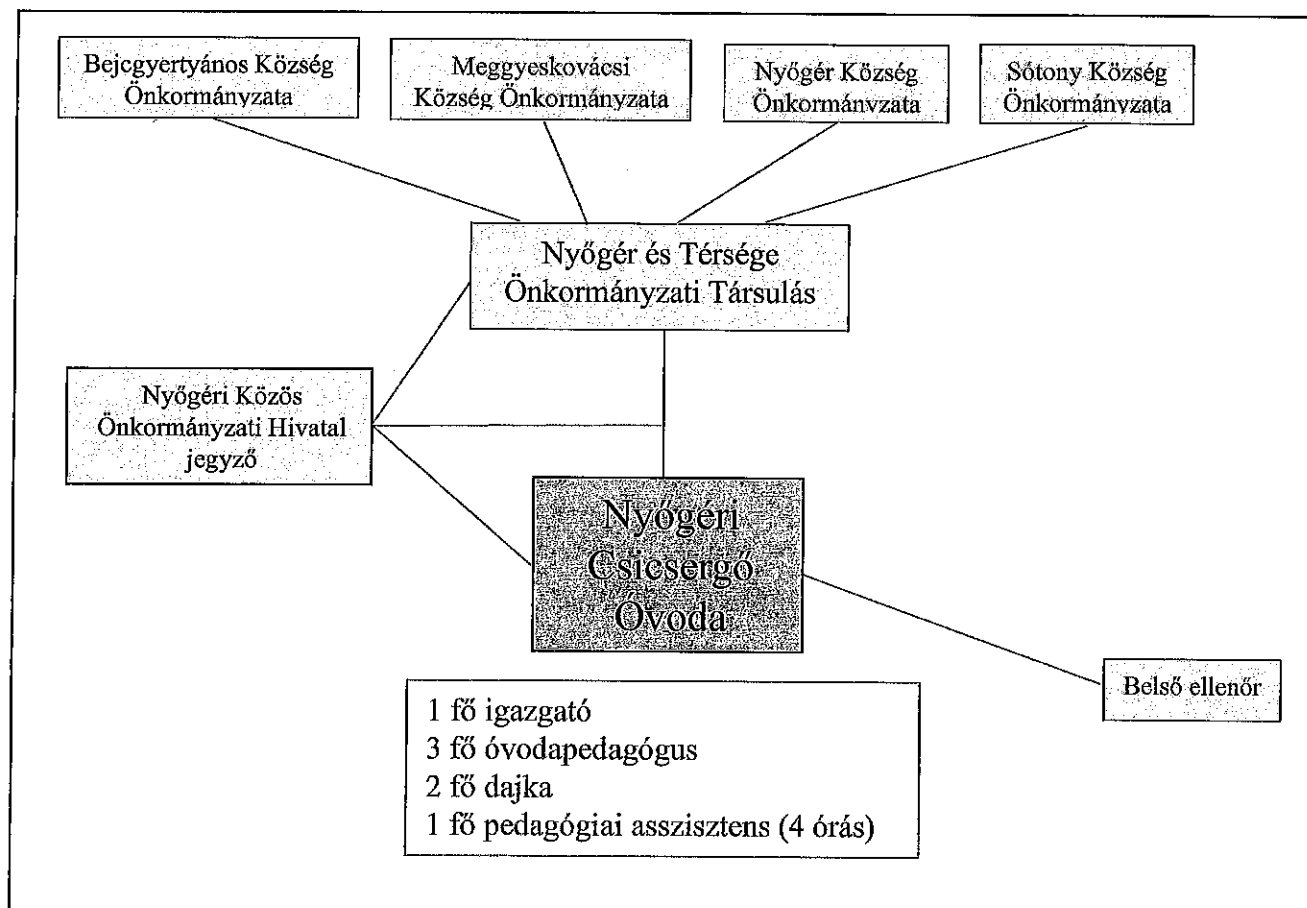 Bejcgyertyános Község
Önkormányzata
Meggyeskovácsi
Község Önkormányzata
Nyőgér Község
Önkormányzata
Sótony Község
Önkormányzata
Nyőgér és Térsége
Önkormányzati Társulás
Nyőgéri Közös
Önkormányzati Hivatal
jegyző
Nyőgéri
Csicsergő
Óvoda
Belső ellenőr
1 fő igazgató
3 fő óvodapedagógus
2 fő dajka
1 fő pedagógiai asszisztens (4 órás)